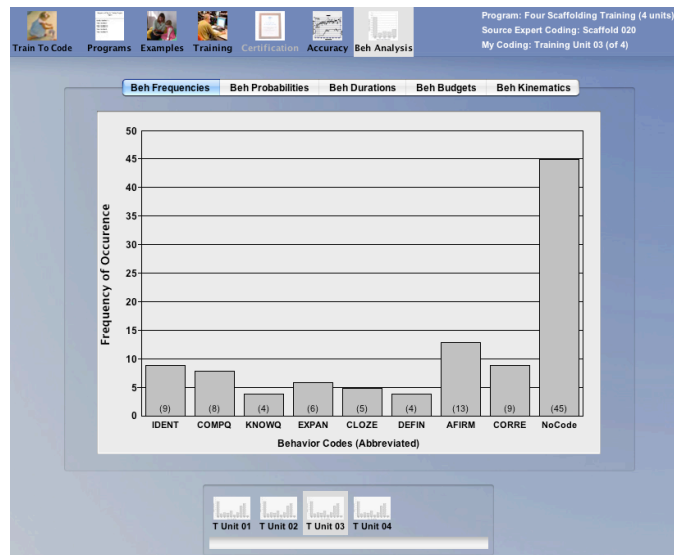 Program: Four Scaffolding Training (4 units)
Source Expert Coding: Scaffold 020
My Coding: Training Unit 03 (of 4)
Train To Code Programs Examples Training Certification Accuracy Beh Analysis
Beh Frequencies Beh Probabilities Beh Durations Beh Budgets Beh Kinematics
Frequency of Occurence
50
45
40
35
30
25
20
15
10
5
0
(9) (8) (4) (6) (5) (4) (13) (9) (45)
IDENT COMPQ KNOWQ EXPAN CLOZE DEFIN AFIRM CORRE NoCode
Behavior Codes (Abbreviated)
T Unit 01 T Unit 02 T Unit 03 T Unit 04